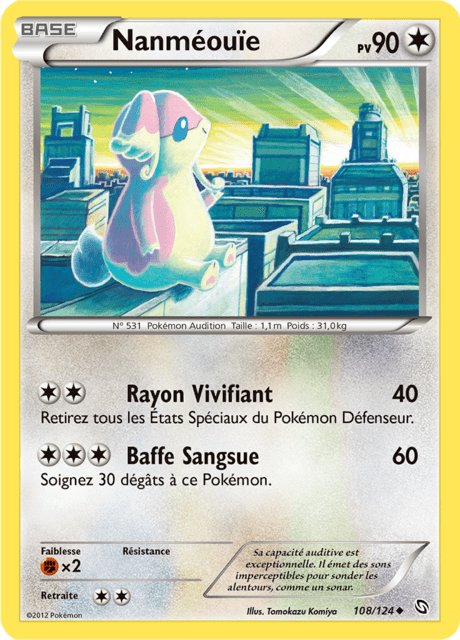 BASE
Nanméouïe
PV 90
N° 531 Pokémon Audition Taille : 1,1m Poids : 31,0kg
Rayon Vivifiant 40
Retirez tous les États Spéciaux du Pokémon Défenseur.
Baffe Sangsue 60
Soignez 30 dégâts à ce Pokémon.
Faiblesse
×2
Résistance
Retraite
Sa capacité auditive est
exceptionnelle. Il émet des sons
imperceptibles pour sonder les
alentours, comme un sonar.
©2012 Pokémon
Illus. Tomokazu Komiya
108/124